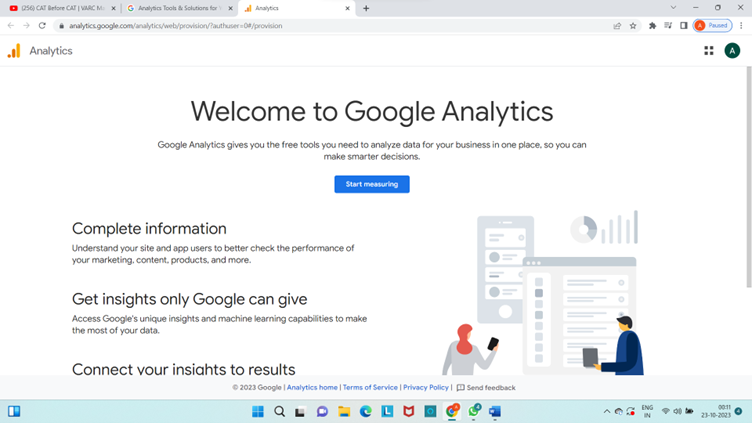 (256) CAT Before CAT | VARC Ma
Analytics Tools & Solutions for
Analytics
analytics.google.com/analytics/web/provision/?authuser=0#/provision
A Paused
Analytics
A
Welcome to Google Analytics
Google Analytics gives you the free tools you need to analyze data for your business in one place, so you can
make smarter decisions.
Start measuring
Complete information
Understand your site and app users to better check the performance of
your marketing, content, products, and more.
Get insights only Google can give
Access Google's unique insights and machine learning capabilities to make
the most of your data.
Connect your insights to results
© 2023 Google | Analytics home | Terms of Service | Privacy Policy | Send feedback
ENG
IN
00:11
23-10-2023